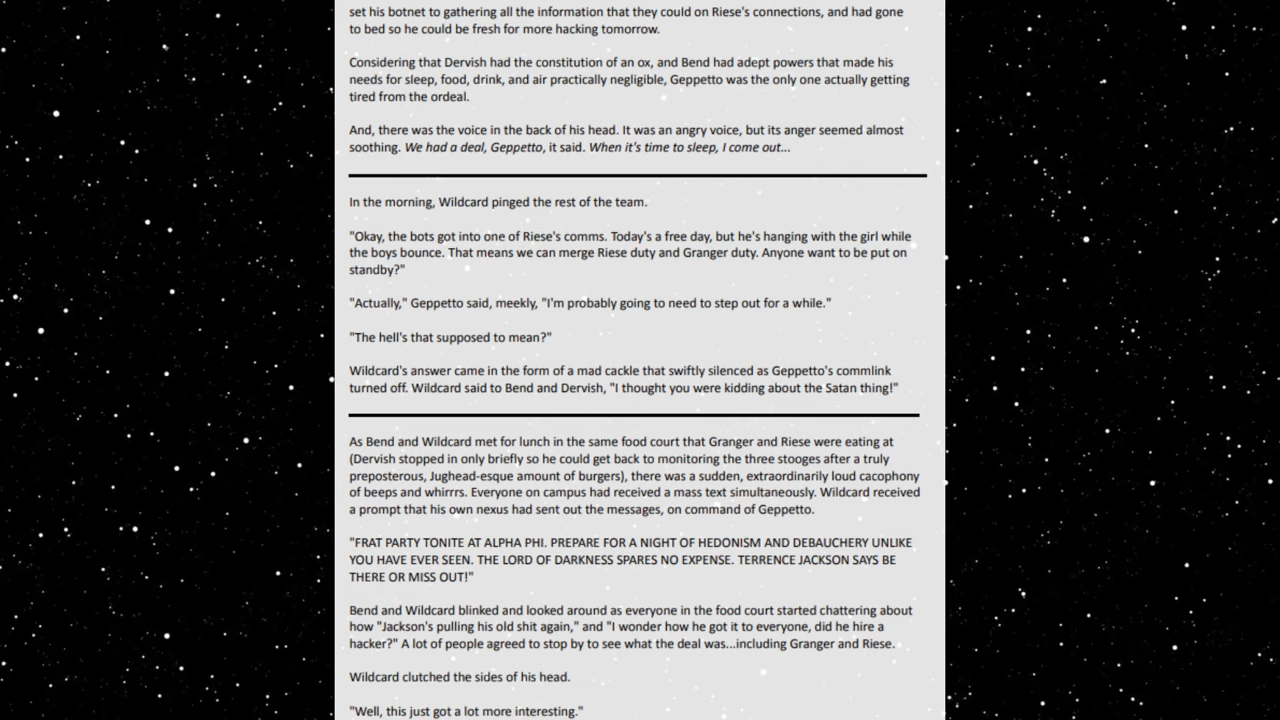 set his botnet to gathering all the information that they could on Riese's connections, and had gone
to bed so he could be fresh for more hacking tomorrow.
Considering that Dervish had the constitution of an ox, and Bend had adept powers that made his
needs for sleep, food, drink, and air practically negligible, Geppetto was the only one actually getting
tired from the ordeal.
And, there was the voice in the back of his head. It was an angry voice, but its anger seemed almost
soothing. We had a deal, Geppetto, it said. When it's time to sleep, I come out...
In the morning, Wildcard pinged the rest of the team.
"Okay, the bots got into one of Riese's comms. Today's a free day, but he's hanging with the girl while
the boys bounce. That means we can merge Riese duty and Granger duty. Anyone want to be put on
standby?"
"Actually," Geppetto said, meekly, "I'm probably going to need to step out for a while."
"The hell's that supposed to mean?"
Wildcard's answer came in the form of a mad cackle that swiftly silenced as Geppetto's commlink
turned off. Wildcard said to Bend and Dervish, "I thought you were kidding about the Satan thing!"
As Bend and Wildcard met for lunch in the same food court that Granger and Riese were eating at
(Dervish stopped in only briefly so he could get back to monitoring the three stooges after a truly
preposterous, Jughead-esque amount of burgers), there was a sudden, extraordinarily loud cacophony
of beeps and whirrrs. Everyone on campus had received a mass text simultaneously. Wildcard received
a prompt that his own nexus had sent out the messages, on command of Geppetto.
"FRAT PARTY TONITE AT ALPHA PHI. PREPARE FOR A NIGHT OF HEDONISM AND DEBAUCHERY UNLIKE
YOU HAVE EVER SEEN. THE LORD OF DARKNESS SPARES NO EXPENSE. TERRENCE JACKSON SAYS BE
THERE OR MISS OUT!"
Bend and Wildcard blinked and looked around as everyone in the food court started chattering about
how "Jackson's pulling his old shit again," and "I wonder how he got it to everyone, did he hire a
hacker?" A lot of people agreed to stop by to see what the deal was...including Granger and Riese.
Wildcard clutched the sides of his head.
"Well, this just got a lot more interesting."